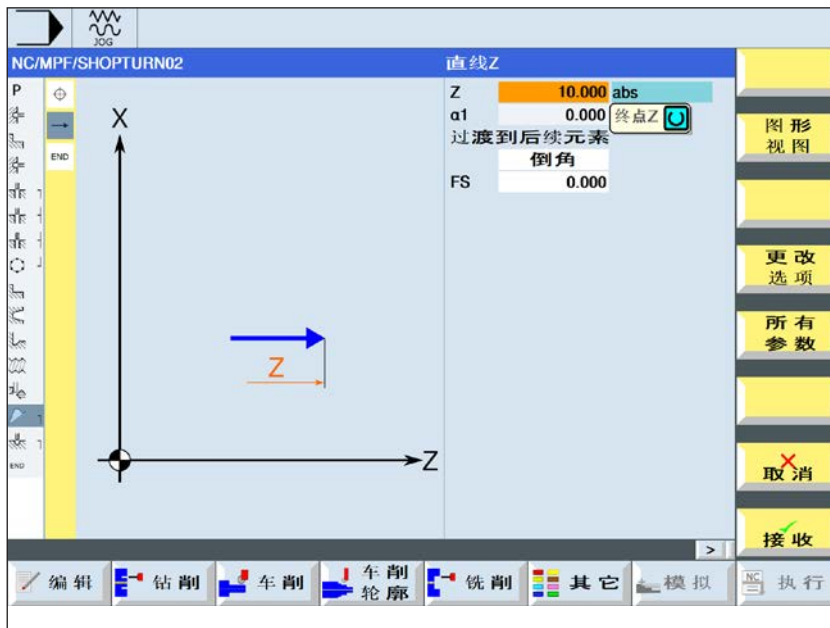 JOG
NC/MPF/SHOPTURN02
直线Z
P
END
END
X
Z
Z
Z 10.000 abs
α1 0.000
终点Z
过渡到后续元素
倒角
FS 0.000
图形
视图
更改
选项
所有
参数
取消
接收
>
编辑
钻削
车削
车削
轮廓
铣削
其它
模拟
NC
执行